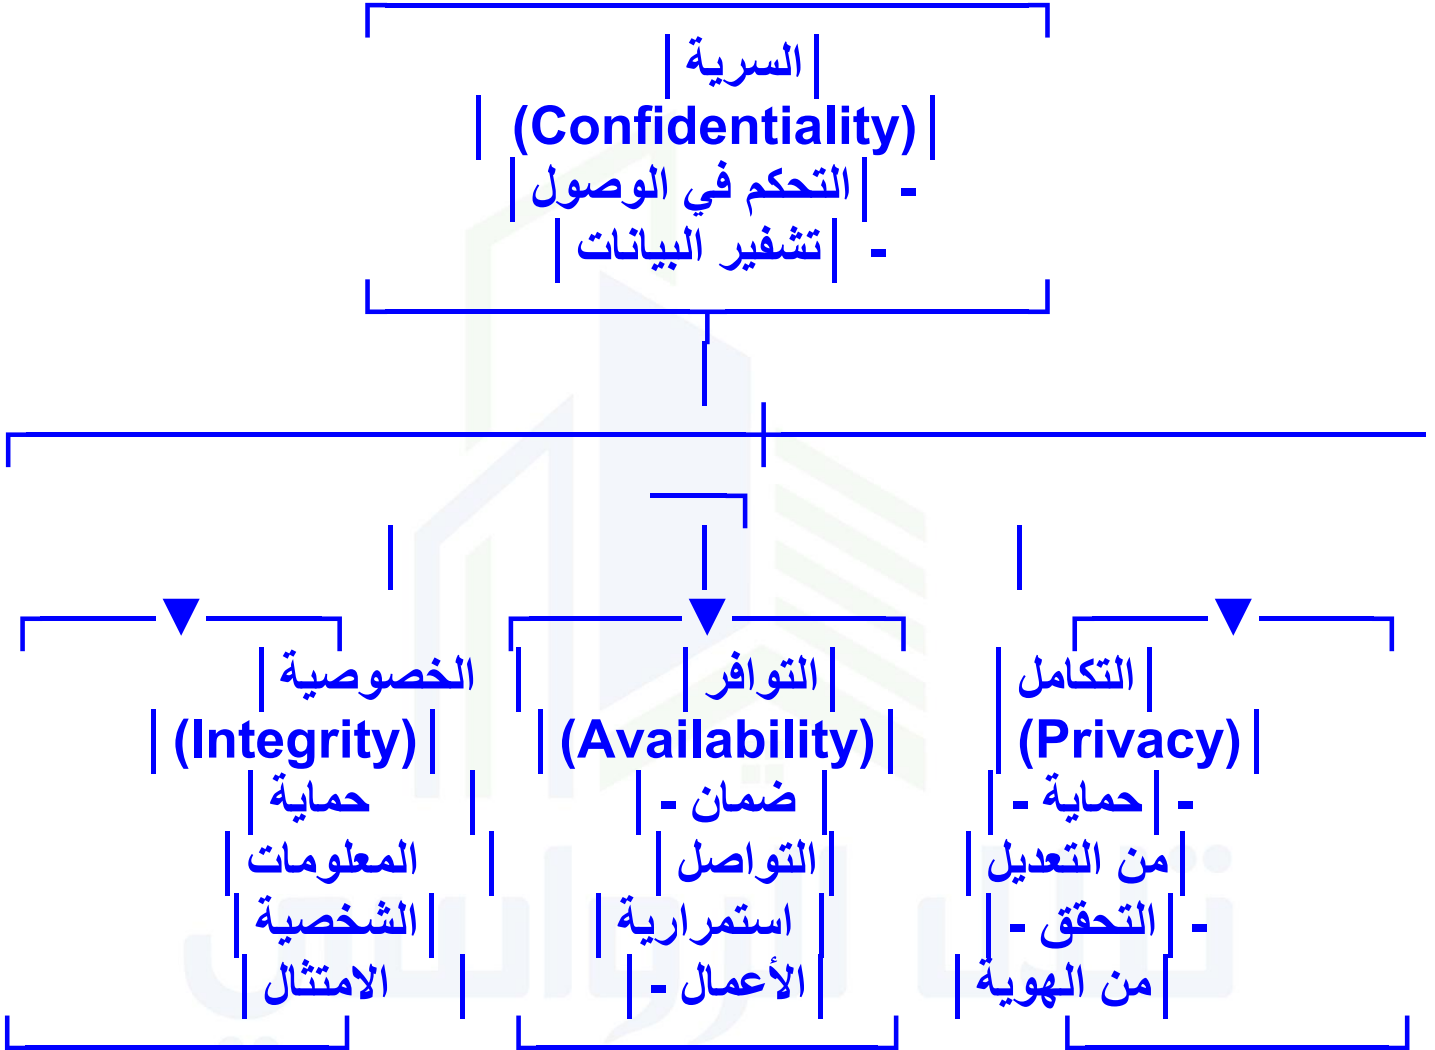 السرية
(Confidentiality)
- التحكم في الوصول
- تشفير البيانات
التكامل التوافر الخصوصية
(Integrity) (Availability) (Privacy)
- حماية - ضمان - حماية
من التعديل التواصل المعلومات
- التحقق - استمرارية الشخصية
من الهوية الأعمال - الامتثال